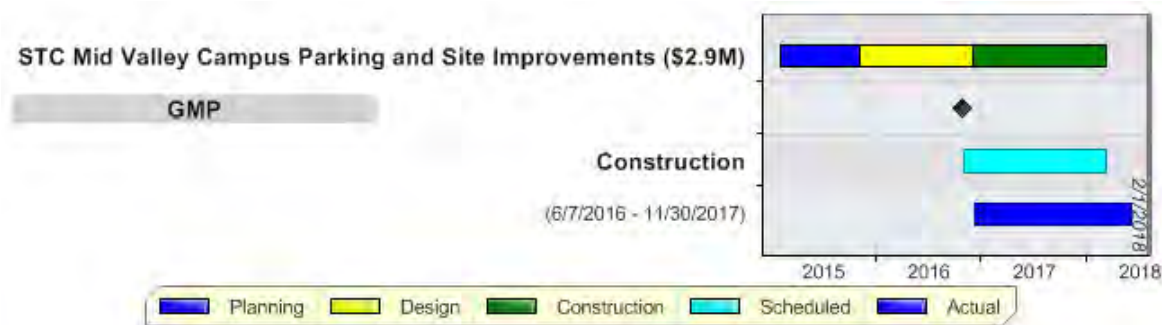 STC Mid Valley Campus Parking and Site Improvements ($2.9M)
GMP
Construction
(6/7/2016 - 11/30/2017)
2/1/2018
2015 2016 2017 2018
Planning Design Construction Scheduled Actual